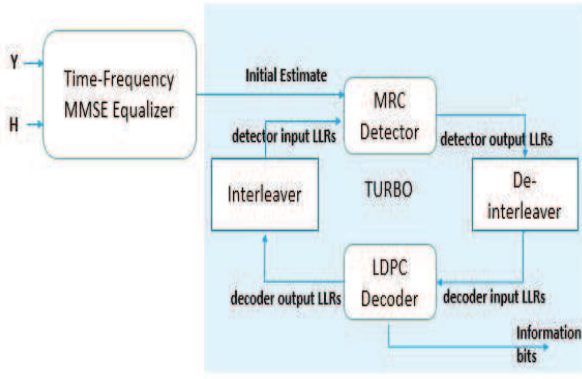 Y
H
Time-Frequency
MMSE Equalizer
Initial Estimate
MRC
Detector
detector input LLRs
detector output LLRs
Interleaver
TURBO
De-
interleaver
LDPC
Decoder
decoder output LLRs
decoder input LLRs
Information
bits